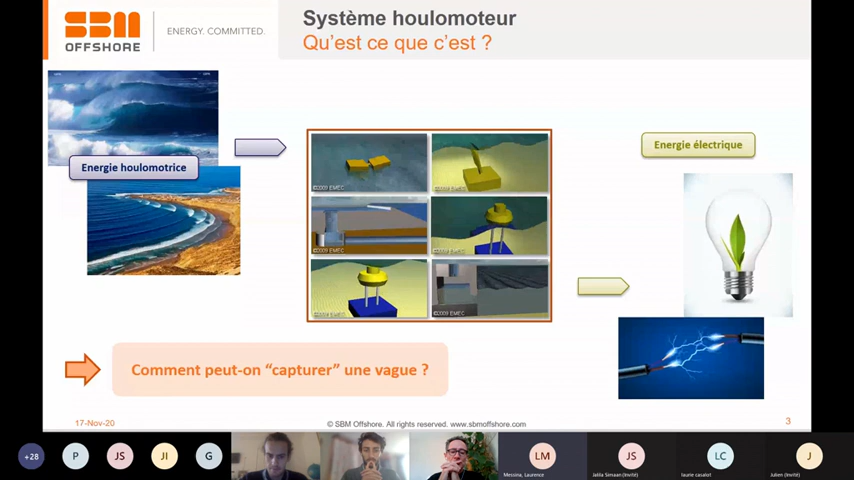 SBM
OFFSHORE
ENERGY. COMMITTED.
Système houlomoteur
Qu'est ce que c'est ?
Energie houlomotrice
Energie électrique
©2009 EMEC
©2009 EMEC
©2009 EMEC
©2009 EMEC
©2009 EMEC
©2009 EMEC
Comment peut-on “capturer” une vague ?
17-Nov-20
© SBM Offshore. All rights reserved. www.sbmoffshore.com
3
+28
P
JS
JI
G
LM
JS
LC
J
Messina, Laurence
Jalila Simaan (Invité)
laurie casalot
Julien (Invité)